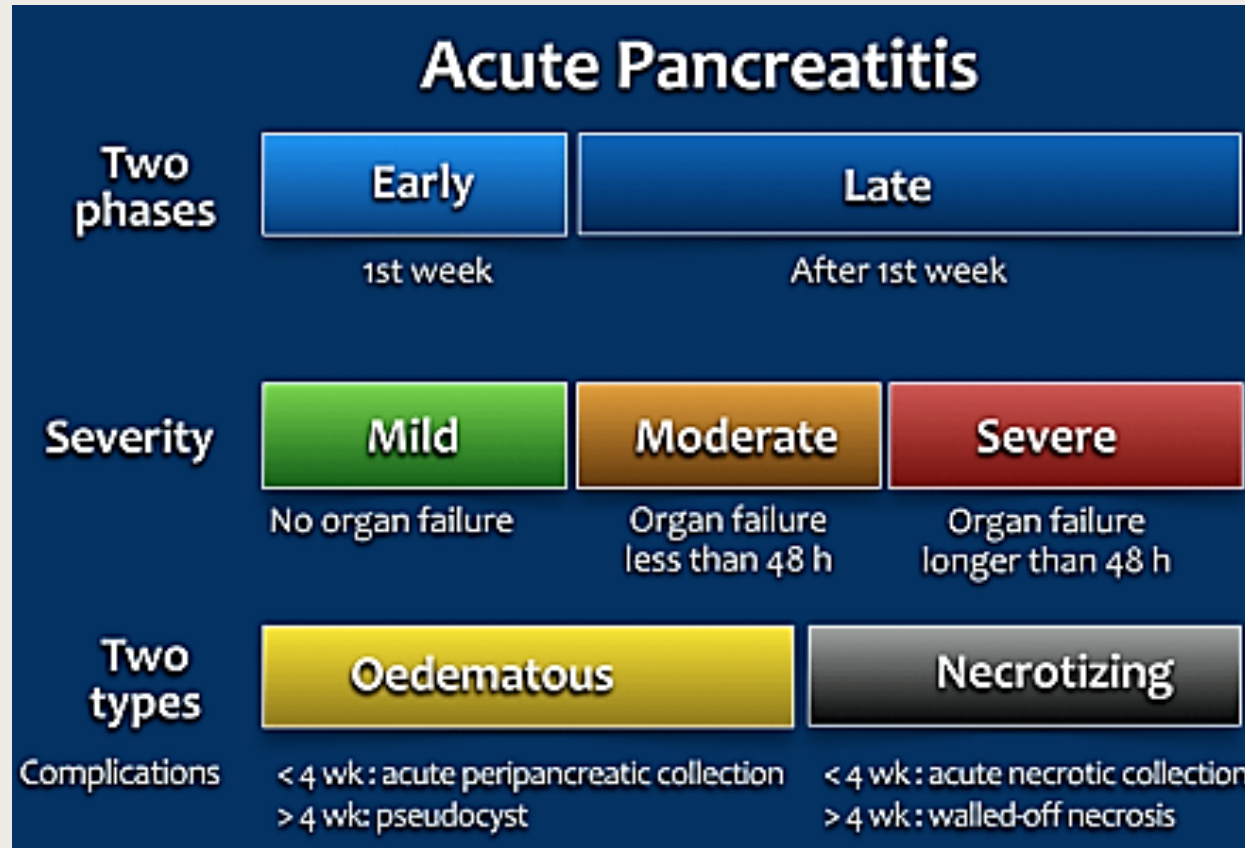 Acute Pancreatitis
Two phases
Early
Late
1st week
After 1st week
Severity
Mild
Moderate
Severe
No organ failure
Organ failure
less than 48 h
Organ failure
longer than 48 h
Two types
Oedematous
Necrotizing
Complications
< 4 wk : acute peripancreatic collection
> 4 wk: pseudocyst
< 4 wk : acute necrotic collection
> 4 wk : walled-off necrosis